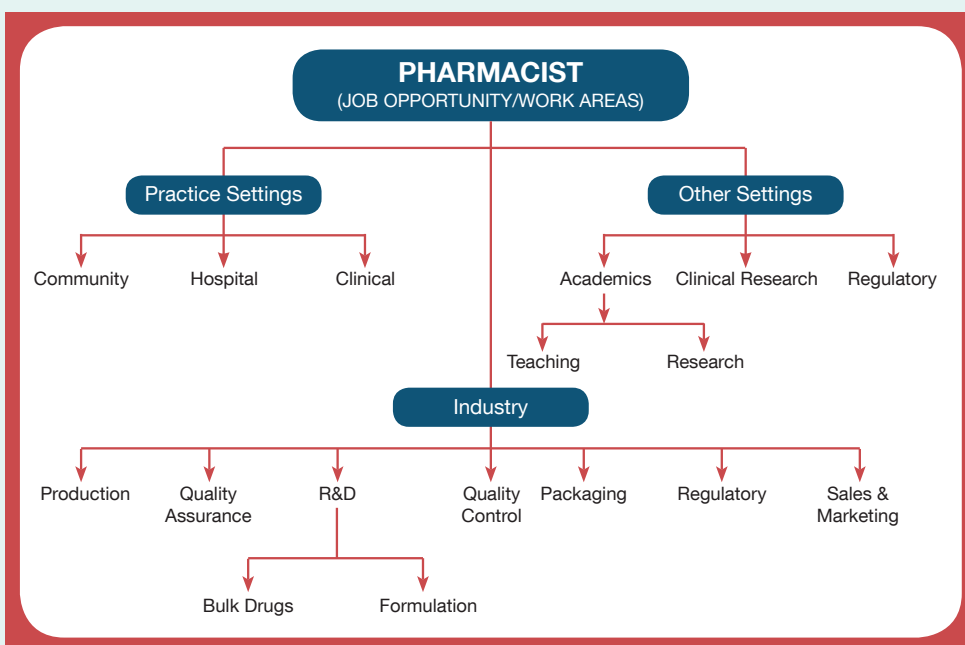 PHARMACIST
(JOB OPPORTUNITY/WORK AREAS)
Practice Settings
Other Settings
Community
Hospital
Clinical
Academics
Clinical Research
Regulatory
Teaching
Research
Industry
Production
Quality
Assurance
R&D
Quality
Control
Packaging
Regulatory
Sales &
Marketing
Bulk Drugs
Formulation